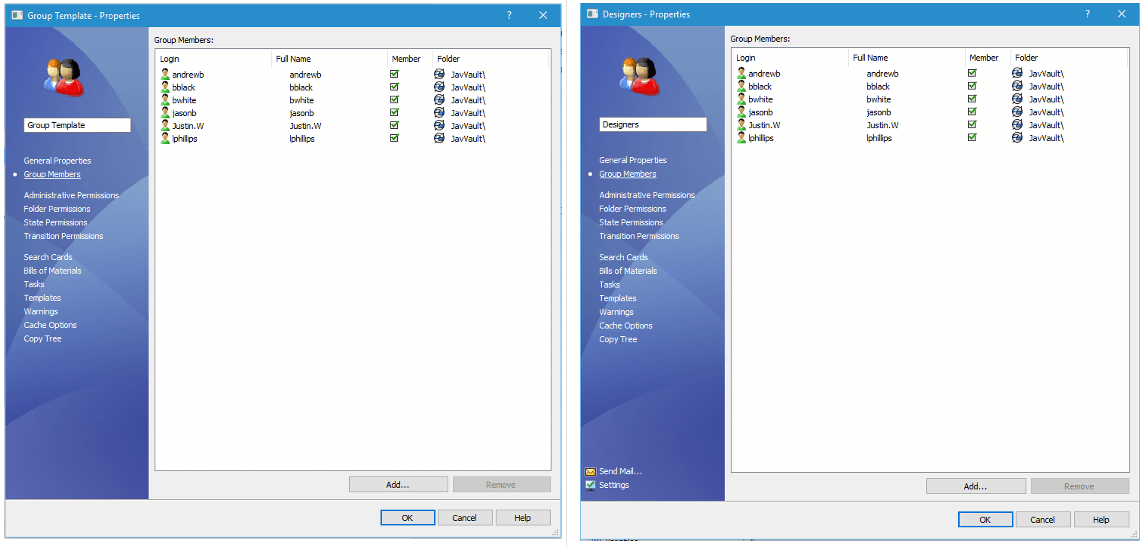 Group Template - Properties
?
Group Template
General Properties
Group Members
Administrative Permissions
Folder Permissions
State Permissions
Transition Permissions
Search Cards
Bills of Materials
Tasks
Templates
Warnings
Cache Options
Copy Tree
Group Members:
Login Full Name Member Folder
andrewb andrewb JavVault\
bblack bblack JavVault\
bwhite bwhite JavVault\
jasonb jasonb JavVault\
Justin.W Justin.W JavVault\
lphillips lphillips JavVault\
Add... Remove
OK Cancel Help
Designers - Properties
?
Designers
General Properties
Group Members
Administrative Permissions
Folder Permissions
State Permissions
Transition Permissions
Search Cards
Bills of Materials
Tasks
Templates
Warnings
Cache Options
Copy Tree
Send Mail...
Settings
Group Members:
Login Full Name Member Folder
andrewb andrewb JavVault\
bblack bblack JavVault\
bwhite bwhite JavVault\
jasonb jasonb JavVault\
Justin.W Justin.W JavVault\
lphillips lphillips JavVault\
Add... Remove
OK Cancel Help